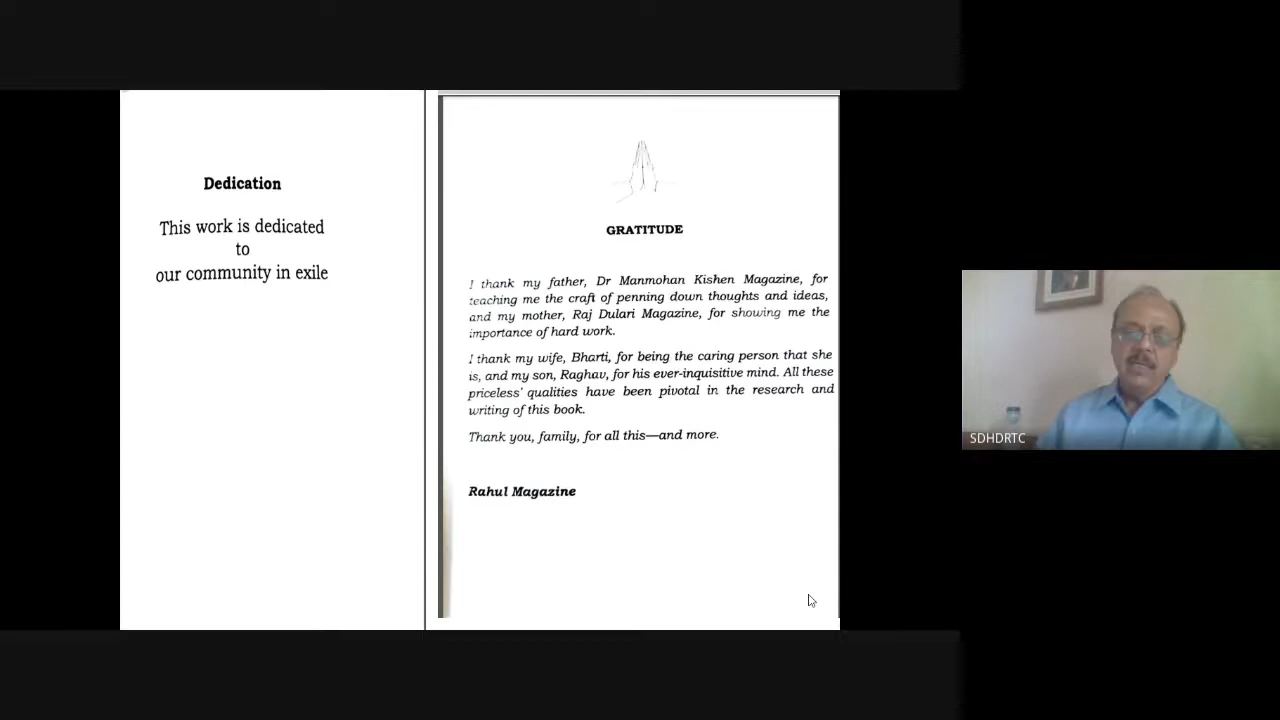 Dedication
This work is dedicated
to
our community in exile
GRATITUDE
I thank my father, Dr Manmohan Kishen Magazine, for
teaching me the craft of penning down thoughts and ideas,
and my mother, Raj Dulari Magazine, for showing me the
importance of hard work.
I thank my wife, Bharti, for being the caring person that she
is, and my son, Raghav, for his ever-inquisitive mind. All these
priceless' qualities have been pivotal in the research and
writing of this book.
Thank you, family, for all this—and more.
Rahul Magazine
SDHDRTC